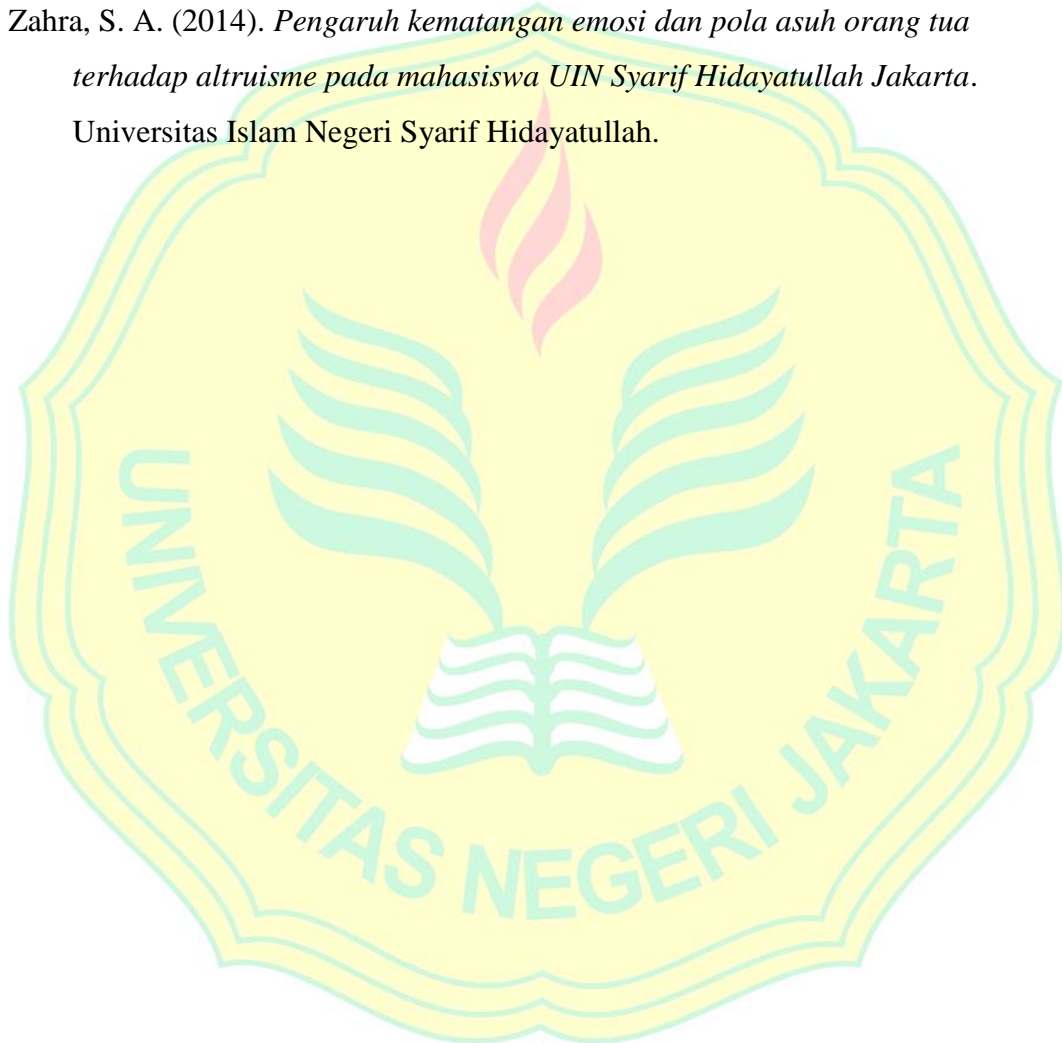 Zahra, S. A. (2014). Pengaruh kematangan emosi dan pola asuh orang tua
terhadap altruisme pada mahasiswa UIN Syarif Hidayatullah Jakarta.
Universitas Islam Negeri Syarif Hidayatullah.
UNIVERSITAS NEGERI JAKARTA